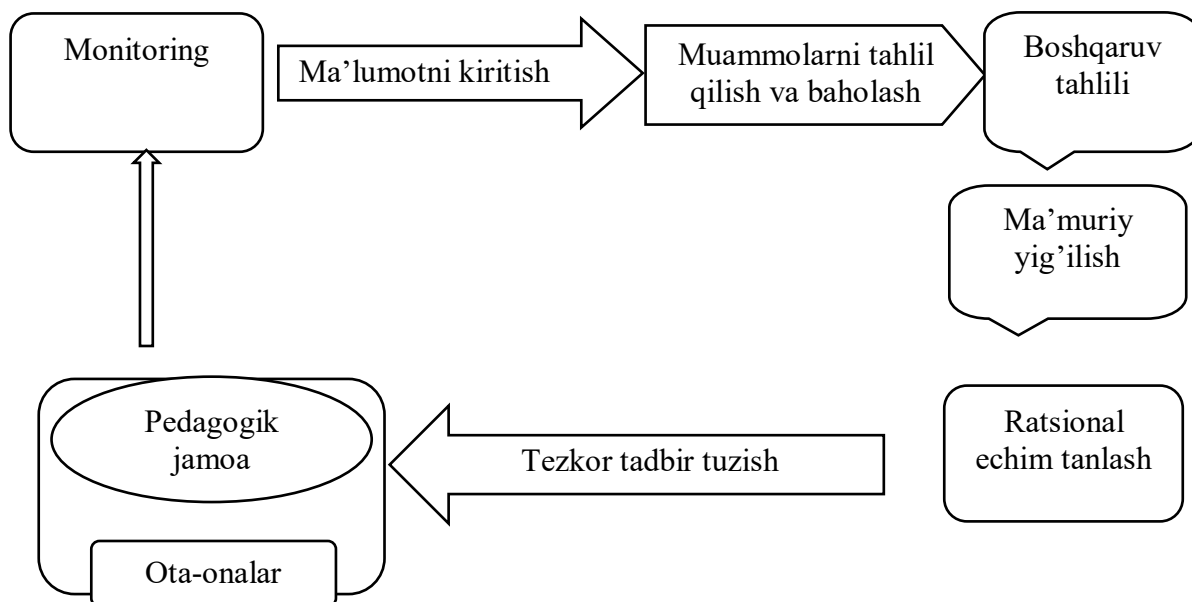 Monitoring
Ma’lumotni kiritish
Muammolarni tahlil
qilish va baholash
Boshqaruv
tahlili
Ma’muriy
yig’ilish
Ratsional
echim tanlash
Tezkor tadbir tuzish
Pedagogik
jamoa
Ota-onalar